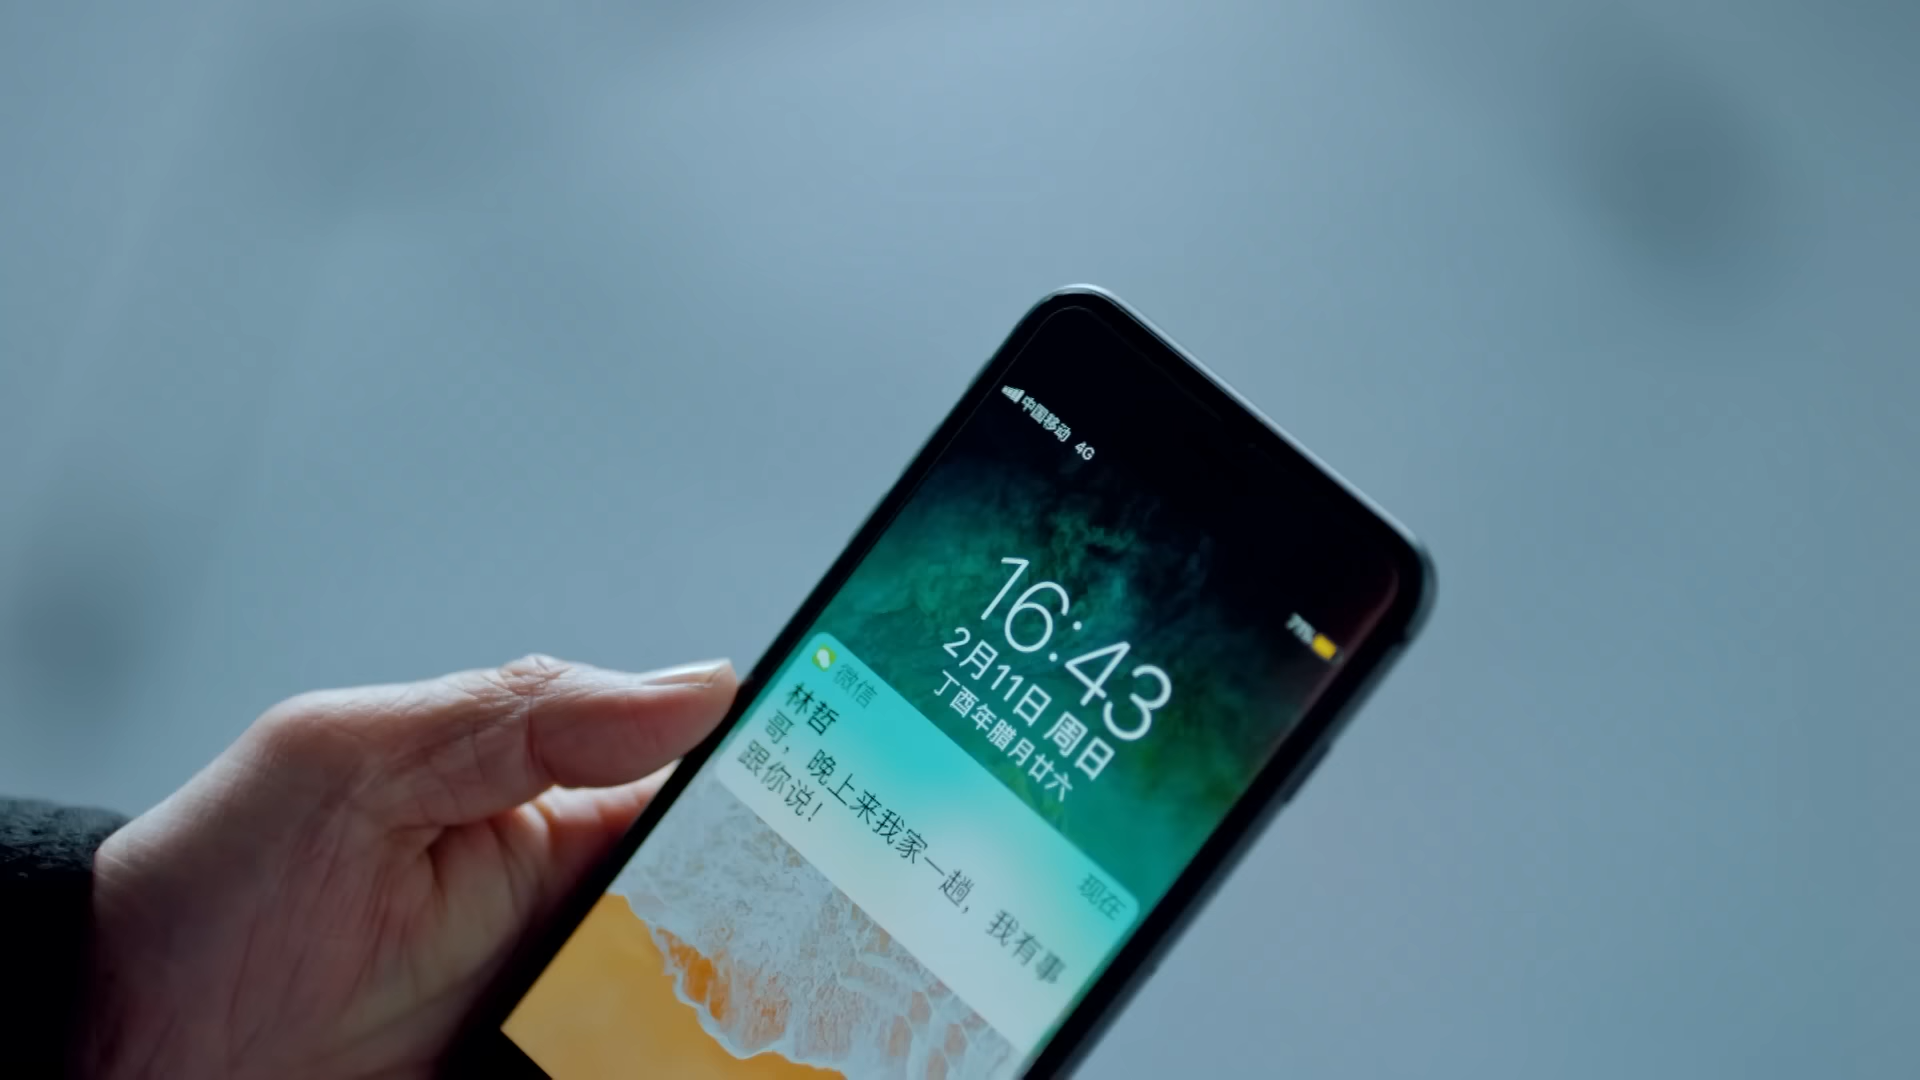 中国移动 4G
77%
16:43
2月11日 周日
丁酉年腊月廿六
微信 现在
林哲
哥，晚上来我家一趟，我有事
跟你说！